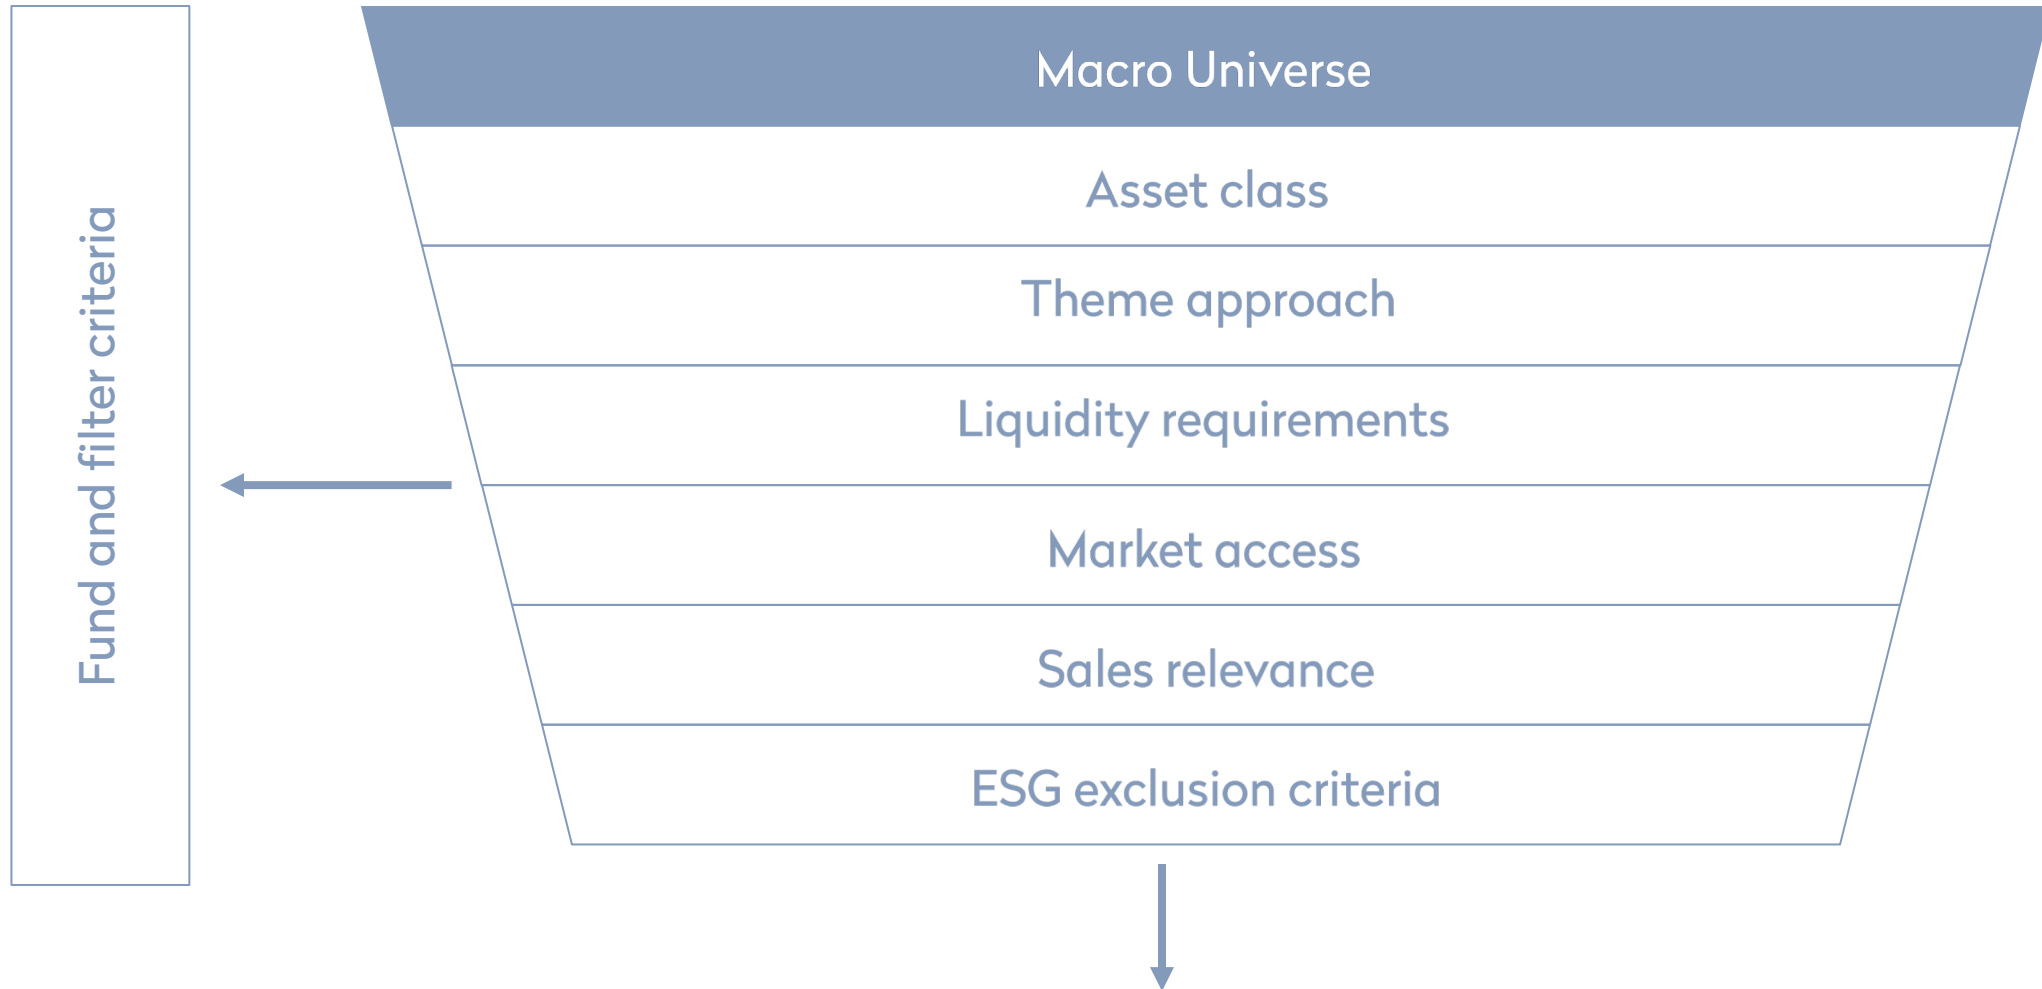 Fund and filter criteria
Macro Universe
Asset class
Theme approach
Liquidity requirements
Market access
Sales relevance
ESG exclusion criteria